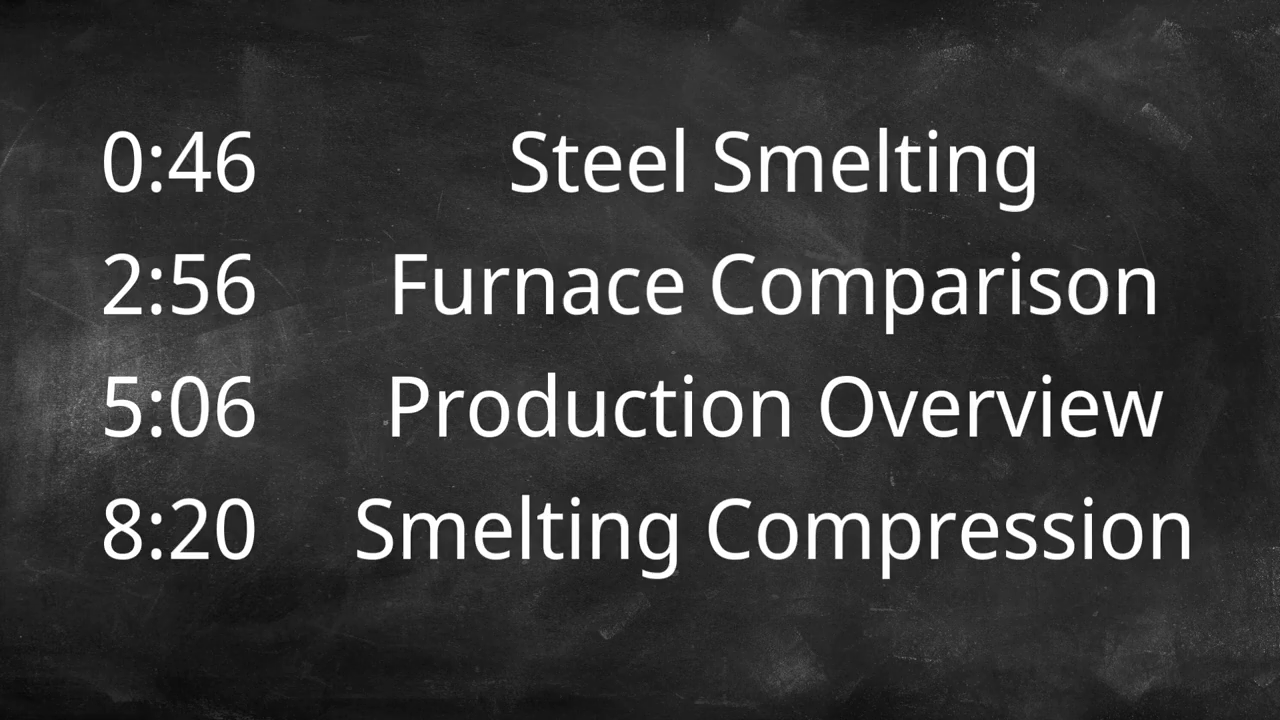 0:46 Steel Smelting
2:56 Furnace Comparison
5:06 Production Overview
8:20 Smelting Compression